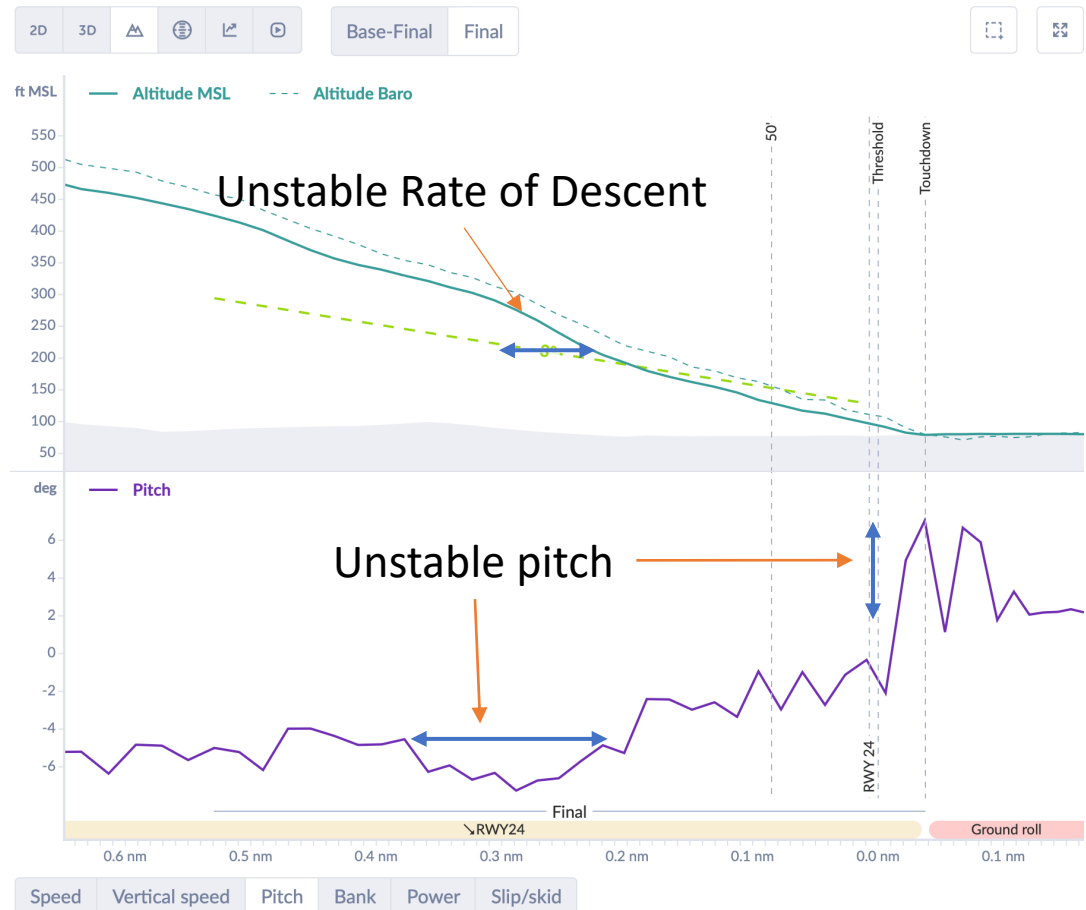 2D 3D Base-Final Final
ft MSL Altitude MSL Altitude Baro
550
500
450
400
350
300
250
200
150
100
50
Unstable Rate of Descent
3°
50'
Threshold
Touchdown
deg Pitch
6
4
2
0
-2
-4
-6
Unstable pitch
RWY 24
Final
↘RWY24 Ground roll
0.6 nm 0.5 nm 0.4 nm 0.3 nm 0.2 nm 0.1 nm 0.0 nm 0.1 nm
Speed Vertical speed Pitch Bank Power Slip/skid